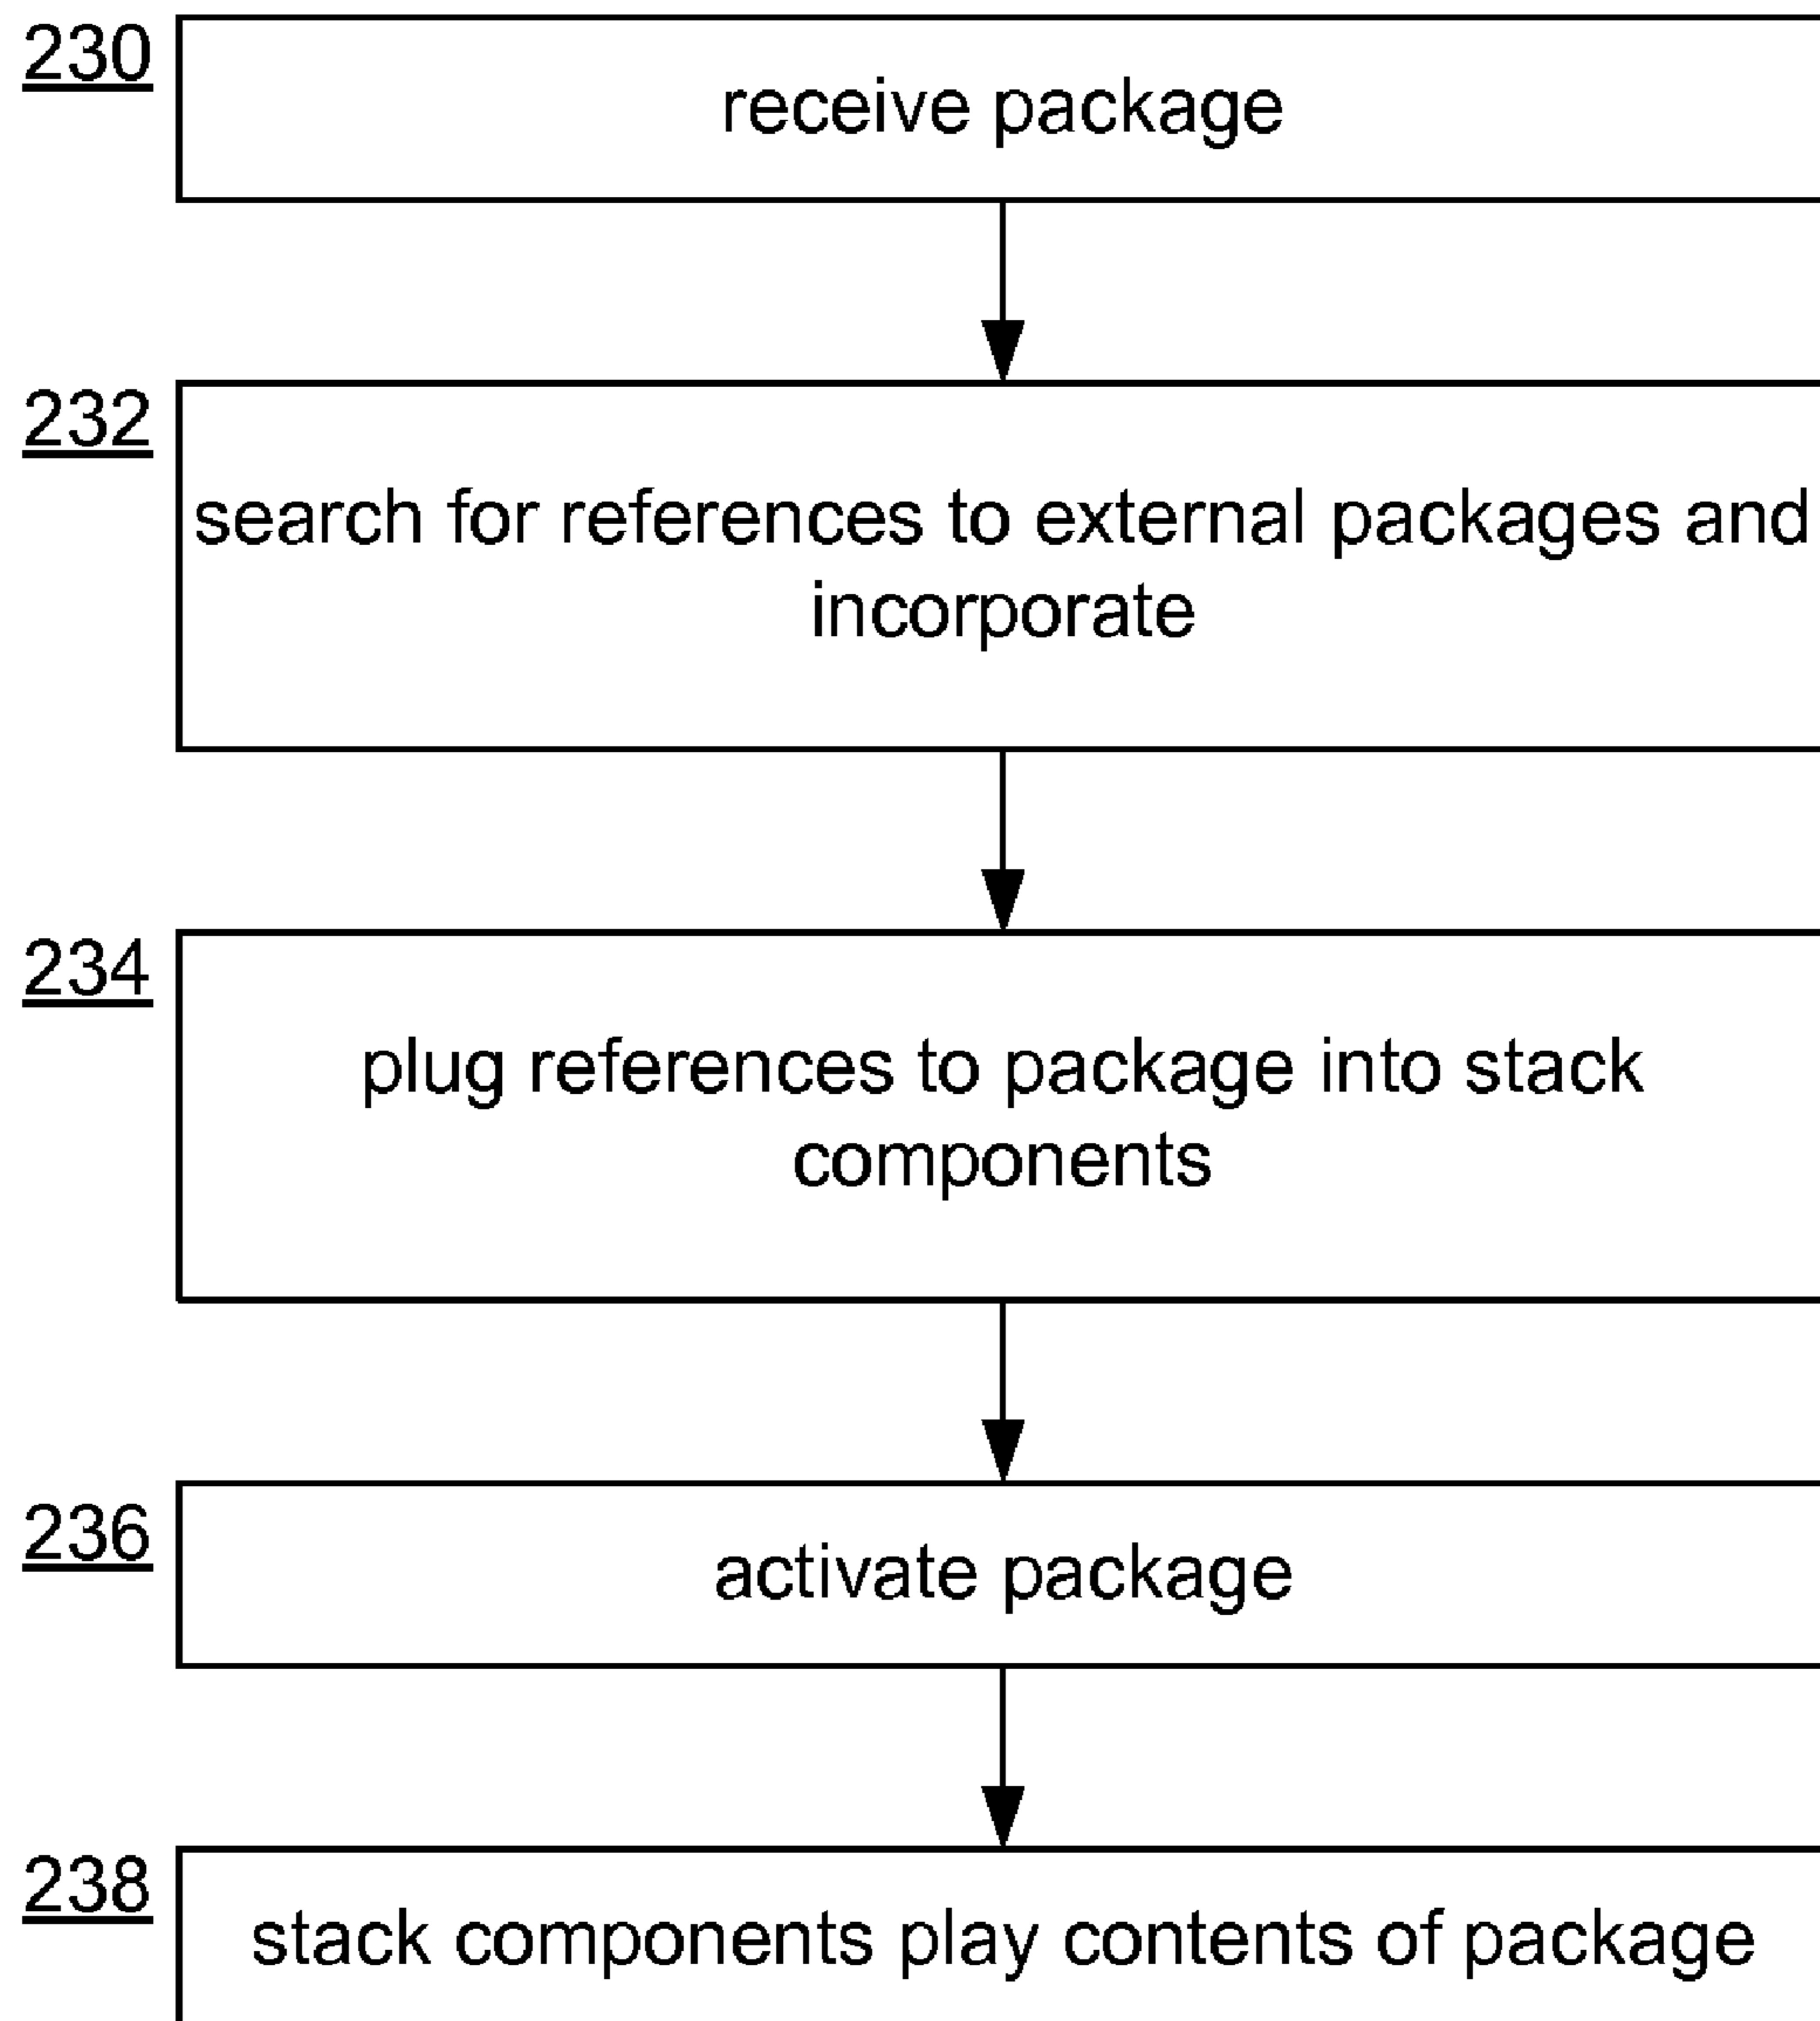 230
receive package
232
search for references to external packages and
incorporate
234
plug references to package into stack
components
236
activate package
238
stack components play contents of package